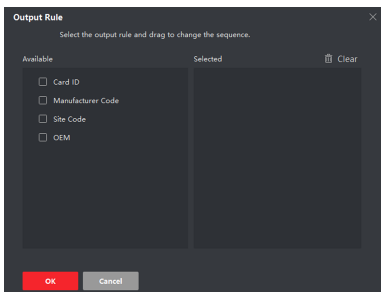 Output Rule
Select the output rule and drag to change the sequence.
Available
Selected
Clear
Card ID
Manufacturer Code
Site Code
OEM
OK
Cancel